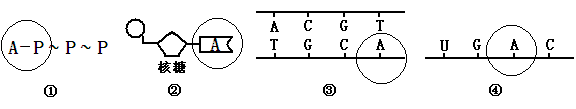 A-P~P~P
①
A
核糖
②
A C G T
T G C A
③
U G A C
④